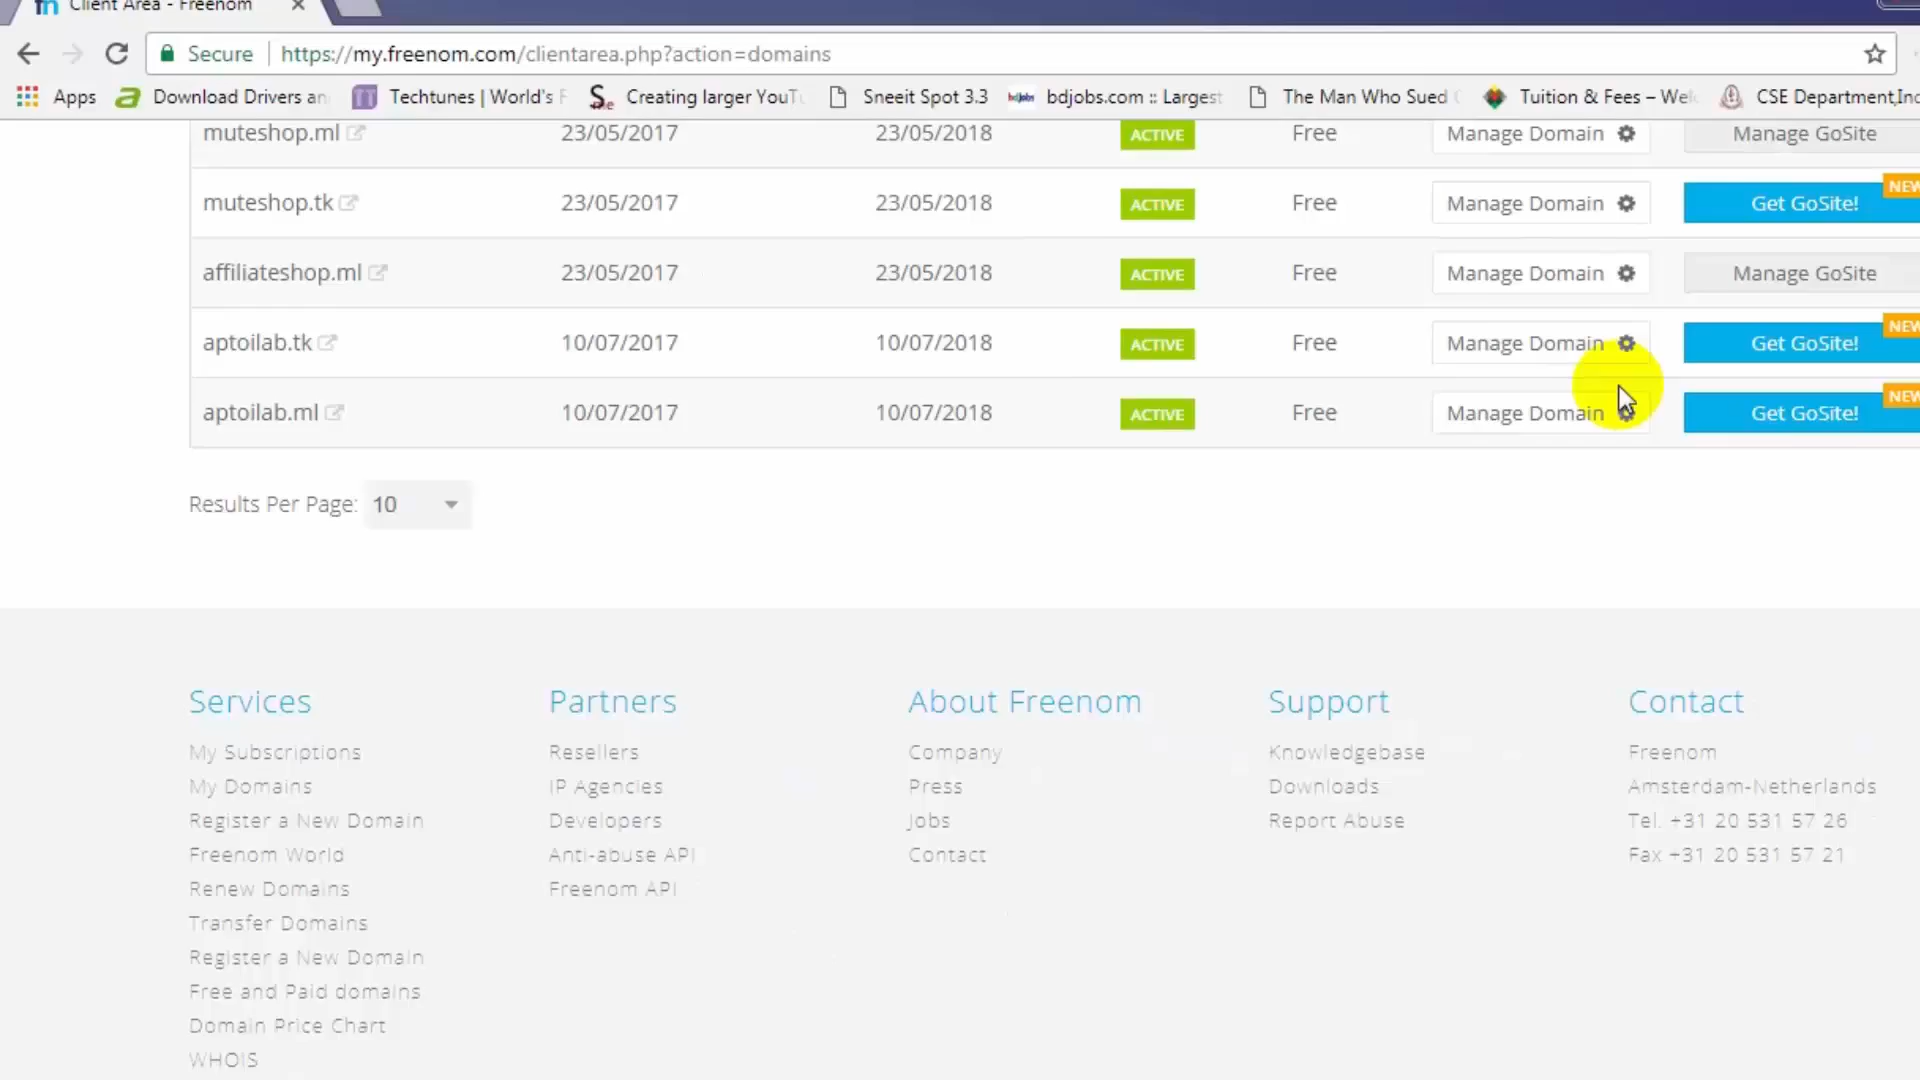 Client Area - Freenom
Secure https://my.freenom.com/clientarea.php?action=domains
Apps Download Drivers an Techtunes | World's F Creating larger YouTu Sneeit Spot 3.3 bdjobs.com :: Largest The Man Who Sued Tuition & Fees – Wel CSE Department,Inc
muteshop.ml 23/05/2017 23/05/2018 ACTIVE Free Manage Domain Manage GoSite
NEW
muteshop.tk 23/05/2017 23/05/2018 ACTIVE Free Manage Domain Get GoSite!
affiliateshop.ml 23/05/2017 23/05/2018 ACTIVE Free Manage Domain Manage GoSite
NEW
aptoilab.tk 10/07/2017 10/07/2018 ACTIVE Free Manage Domain Get GoSite!
NEW
aptoilab.ml 10/07/2017 10/07/2018 ACTIVE Free Manage Domain Get GoSite!
Results Per Page: 10
Services
My Subscriptions
My Domains
Register a New Domain
Freenom World
Renew Domains
Transfer Domains
Register a New Domain
Free and Paid domains
Domain Price Chart
WHOIS
Partners
Resellers
IP Agencies
Developers
Anti-abuse API
Freenom API
About Freenom
Company
Press
Jobs
Contact
Support
Knowledgebase
Downloads
Report Abuse
Contact
Freenom
Amsterdam-Netherlands
Tel. +31 20 531 57 26
Fax +31 20 531 57 21